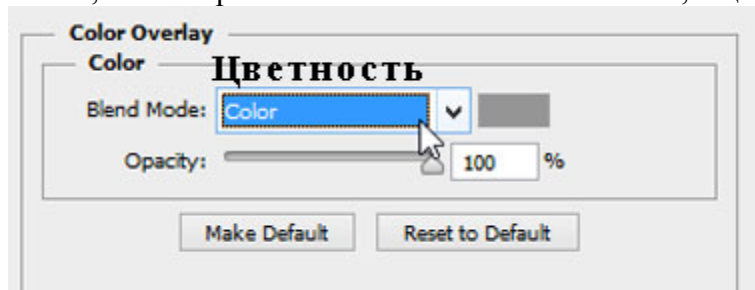 Color Overlay
Color
Цветность
Blend Mode: Color
Opacity: 100 %
Make Default Reset to Default